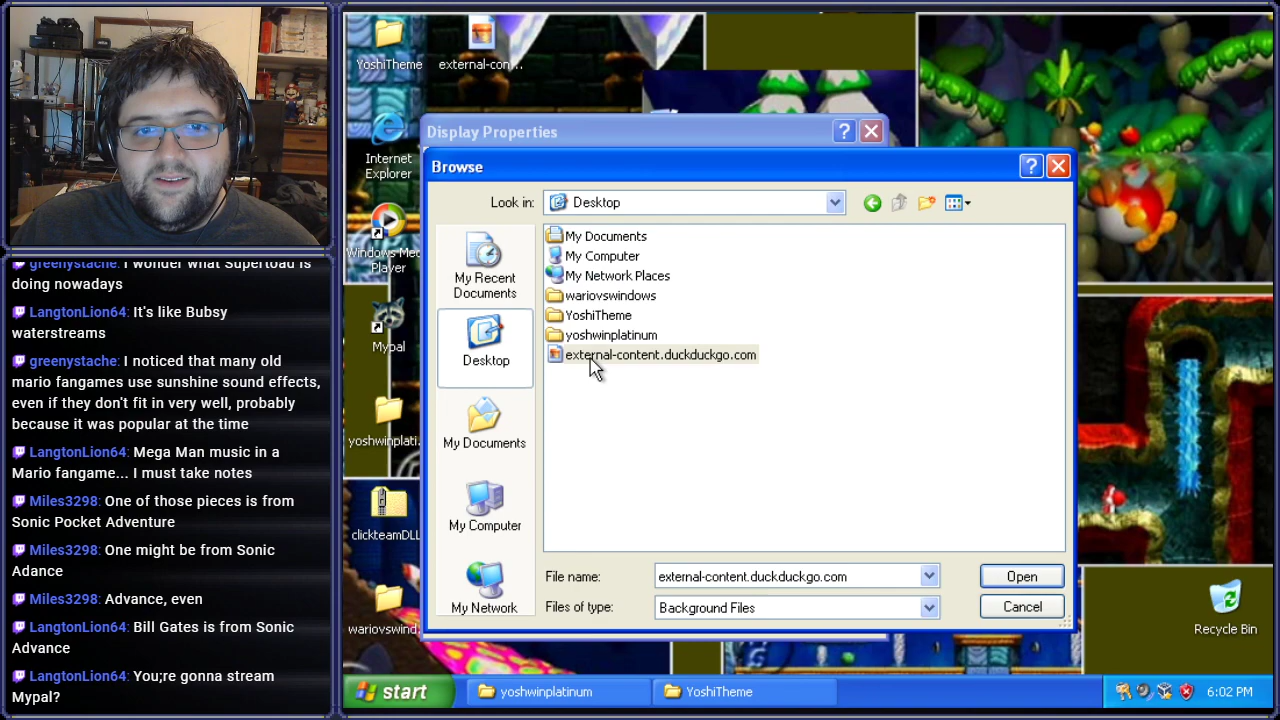 greenystache: I wonder what Supertoad is
doing nowadays
LangtonLion64: It's like Bubsy
waterstreams
greenystache: I noticed that many old
mario fangames use sunshine sound effects,
even if they don't fit in very well, probably
because it was popular at the time
LangtonLion64: Mega Man music in a
Mario fangame... I must take notes
Miles3298: One of those pieces is from
Sonic Pocket Adventure
Miles3298: One might be from Sonic
Adance
Miles3298: Advance, even
LangtonLion64: Bill Gates is from Sonic
Advance
LangtonLion64: You;re gonna stream
Mypal?
YoshiTheme
external-con...
Internet
Explorer
Windows Med
Player
Mypal
yoshwinplati
clickteamDLL
wariovswind
Display Properties
Browse
Look in:
Desktop
My Recent
Documents
Desktop
My Documents
My Computer
My Network
My Documents
My Computer
My Network Places
wariovswindows
YoshiTheme
yoshwinplatinum
external-content.duckduckgo.com
File name:
external-content.duckduckgo.com
Open
Files of type:
Background Files
Cancel
Recycle Bin
start
yoshwinplatinum
YoshiTheme
6:02 PM